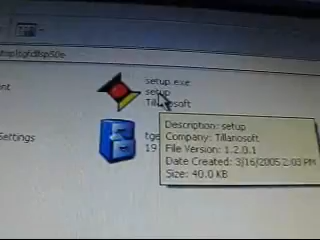 setup.exe
setup
Tillanosoft
Settings
19
Description: setup
Company: Tillanosoft
File Version: 1.2.0.1
Date Created: 3/16/2005 2:03 PM
Size: 40.0 KB